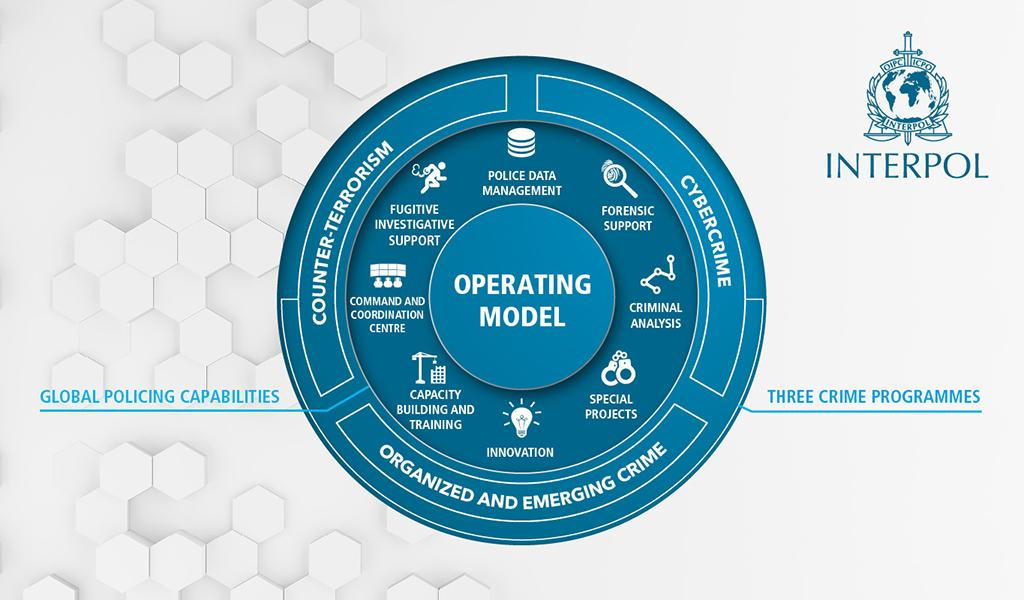 OIPC ICPO
INTERPOL
INTERPOL
COUNTER-TERRORISM
CYBERCRIME
POLICE DATA
MANAGEMENT
FUGITIVE
INVESTIGATIVE
SUPPORT
FORENSIC
SUPPORT
OPERATING
MODEL
COMMAND AND
COORDINATION
CENTRE
CRIMINAL
ANALYSIS
CAPACITY
BUILDING AND
TRAINING
SPECIAL
PROJECTS
INNOVATION
GLOBAL POLICING CAPABILITIES
THREE CRIME PROGRAMMES
ORGANIZED AND EMERGING CRIME